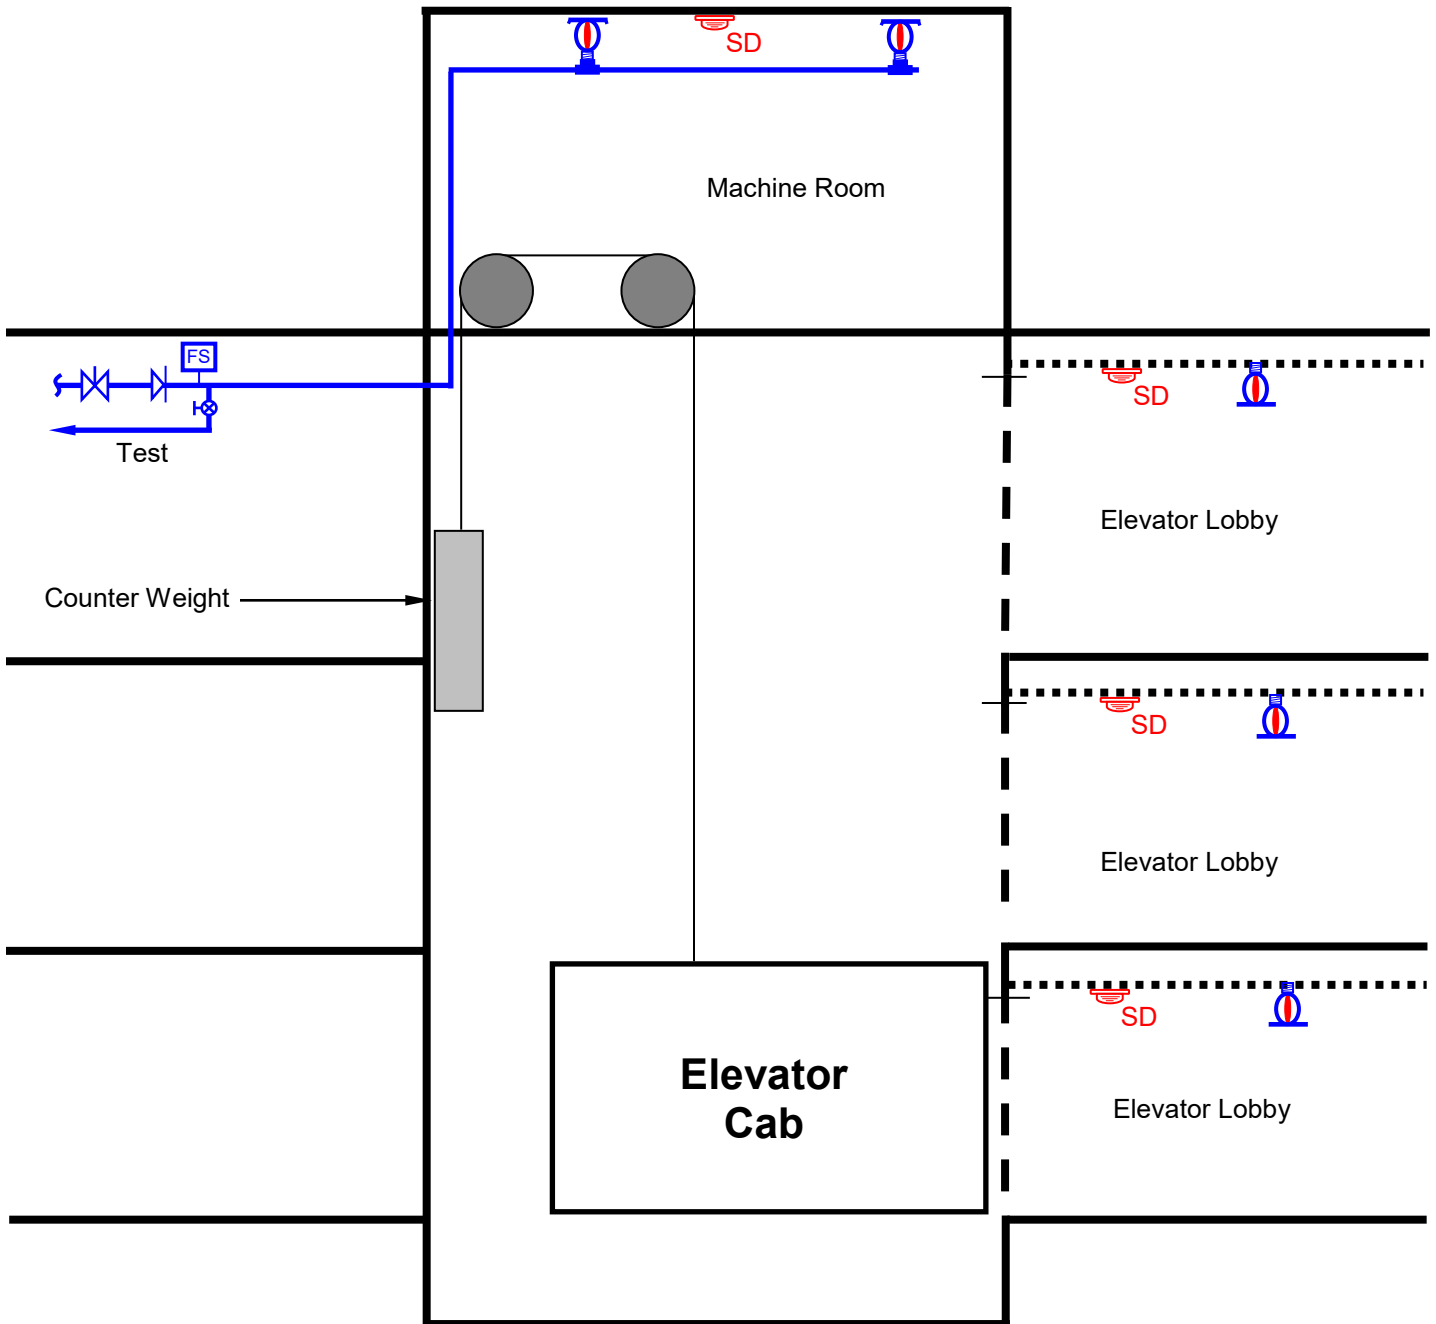 SD
Machine Room
FS
SD
Test
Elevator Lobby
Counter Weight
SD
Elevator Lobby
SD
Elevator
Cab
Elevator Lobby